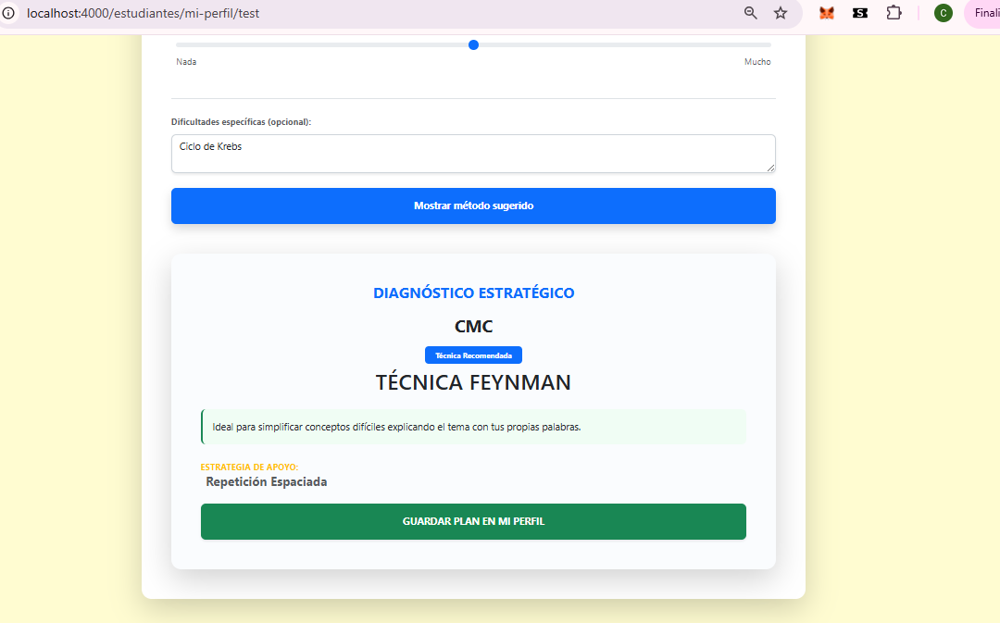 localhost:4000/estudiantes/mi-perfil/test
S
C
Finali
Nada
Mucho
Dificultades específicas (opcional):
Ciclo de Krebs
Mostrar método sugerido
DIAGNÓSTICO ESTRATÉGICO
CMC
Técnica Recomendada
TÉCNICA FEYNMAN
Ideal para simplificar conceptos difíciles explicando el tema con tus propias palabras.
ESTRATEGIA DE APOYO:
Repetición Espaciada
GUARDAR PLAN EN MI PERFIL